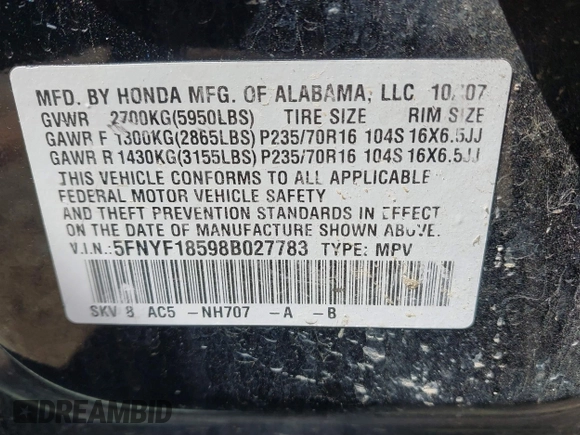 MFD. BY HONDA MFG. OF ALABAMA, LLC 10/07
GVWR 2700KG(5950LBS) TIRE SIZE RIM SIZE
GAWR F 1300KG(2865LBS) P235/70R16 104S 16X6.5JJ
GAWR R 1430KG(3155LBS) P235/70R16 104S 16X6.5JJ
THIS VEHICLE CONFORMS TO ALL APPLICABLE
FEDERAL MOTOR VEHICLE SAFETY
AND THEFT PREVENTION STANDARDS IN EFFECT
ON THE DATE OF MANUFACTURE SHOWN ABOVE.
V.I.N.:5FNYF18598B027783 TYPE: MPV
SKV 8 AC5 -NH707 -A -B
DREAMBID